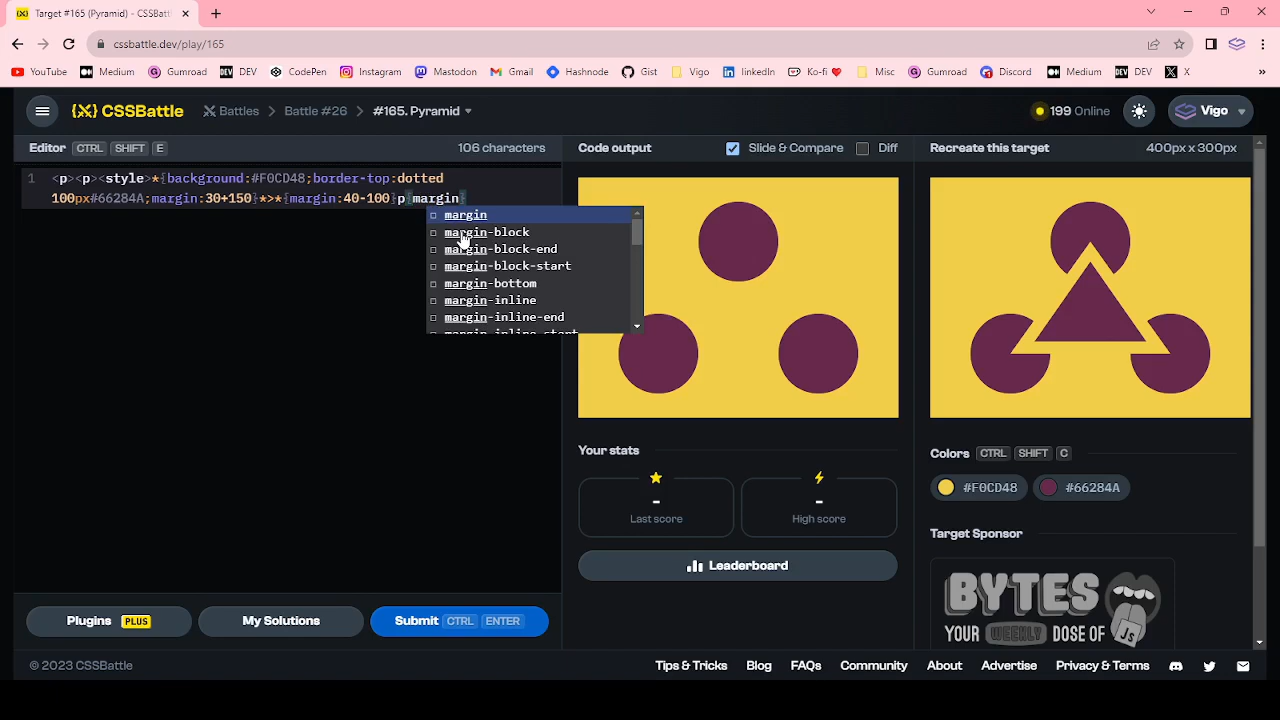 Target #165 (Pyramid) - CSSBatt
cssbattle.dev/play/165
YouTube Medium Gumroad DEV CodePen Instagram Mastodon Gmail Hashnode Gist Vigo linkedIn Ko-fi Misc Gumroad Discord Medium DEV X
{X} CSSBattle Battles > Battle #26 > #165. Pyramid 199 Online Vigo
Editor CTRL SHIFT E 106 characters Code output Slide & Compare Diff Recreate this target 400px x 300px
1 <p><p><style>*{background:#F0CD48;border-top:dotted
100px#66284A;margin:30+150}*>*{margin:40-100}p{margin}
margin
margin-block
margin-block-end
margin-block-start
margin-bottom
margin-inline
margin-inline-end
margin-inline-start
Your stats
-
Last score
-
High score
Leaderboard
Colors CTRL SHIFT C
#F0CD48 #66284A
Target Sponsor
BYTES
YOUR WEEKLY DOSE OF JS
Plugins PLUS My Solutions Submit CTRL ENTER
© 2023 CSSBattle Tips & Tricks Blog FAQs Community About Advertise Privacy & Terms